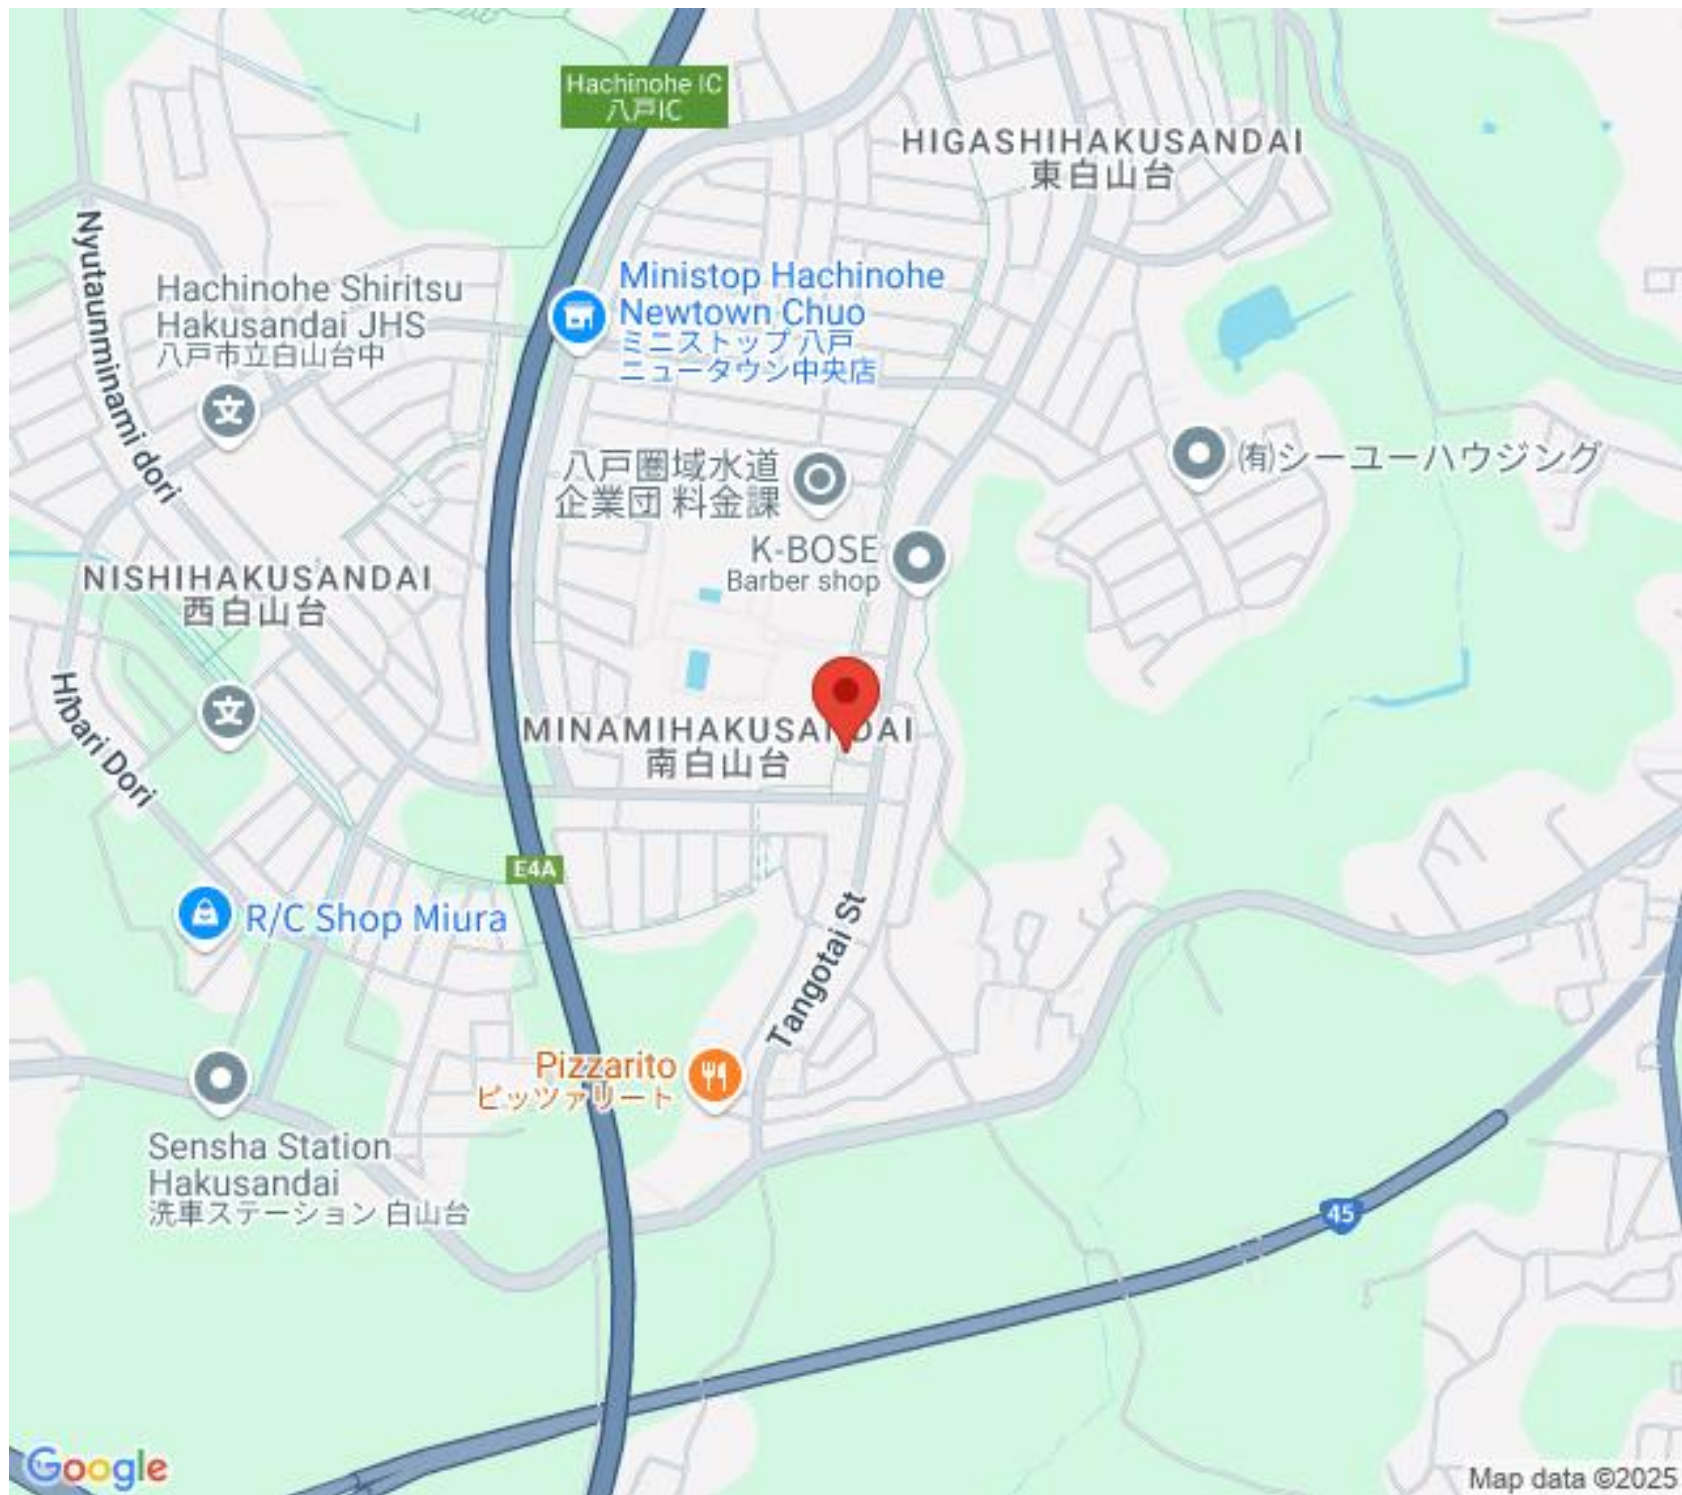 Hachinohe IC
八戸IC
HIGASHIHAKUSANDAI
東白山台
Nyutaunminami dori
Hachinohe Shiritsu
Hakusandai JHS
八戸市立白山台中
文
Ministop Hachinohe
Newtown Chuo
ミニストップ 八戸
ニュータウン中央店
八戸圏域水道
企業団 料金課
㈲シーユーハウジング
K-BOSE
Barber shop
NISHIHAKUSANDAI
西白山台
文
Hibari Dori
MINAMIHAKUSANDAI
南白山台
E4A
R/C Shop Miura
Tangotai St
Pizzarito
ピッツァリート
Sensha Station
Hakusandai
洗車ステーション 白山台
45
Google
Map data ©2025